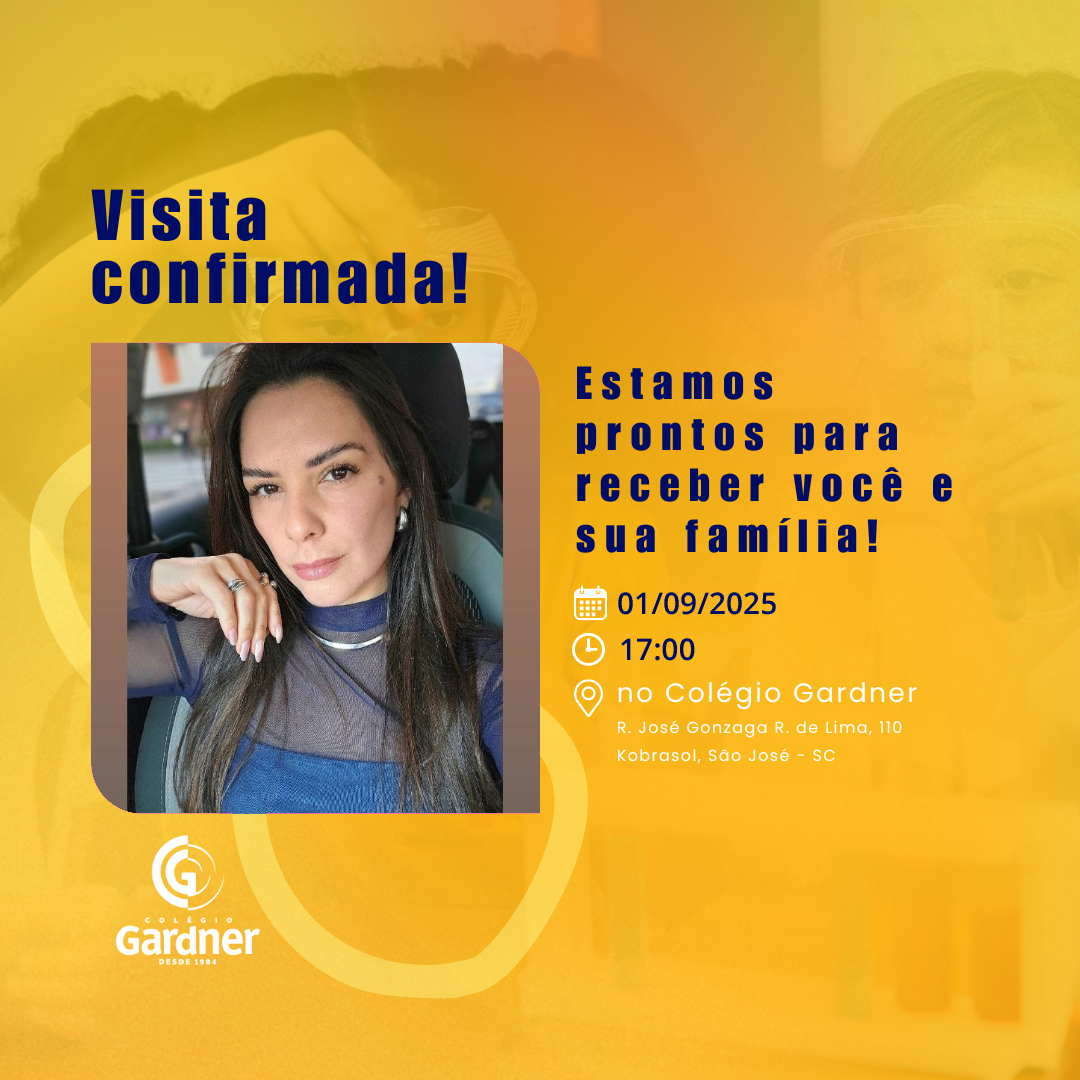 Visita
confirmada!
Estamos
prontos para
receber você e
sua família!
01/09/2025
17:00
no Colégio Gardner
R. José Gonzaga R. de Lima, 110
Kobrasol, São José - SC
G
COLÉGIO
Gardner
DESDE 1984